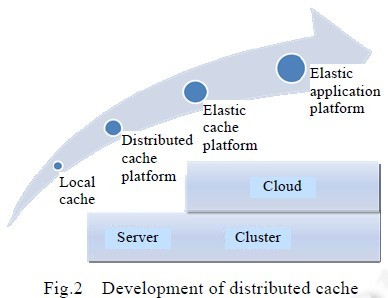 Elastic
application
platform
Elastic
cache
platform
Distributed
cache
platform
Local
cache
Cloud
Server Cluster
Fig.2 Development of distributed cache